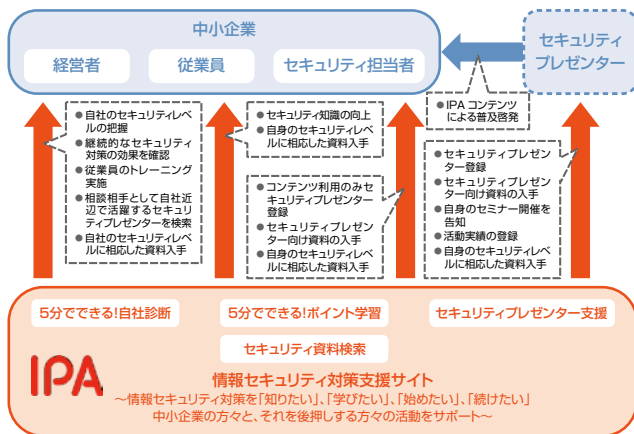 中小企業
経営者
従業員
セキュリティ担当者
セキュリティ
プレゼンター
●IPA コンテンツ
による普及啓発
●自社のセキュリティレベ
ルの把握
●継続的なセキュリティ
対策の効果を確認
●従業員のトレーニング
実施
●相談相手として自社近
辺で活躍するセキュリ
ティプレゼンターを検索
●自社のセキュリティレベ
ルに相応した資料入手
●セキュリティ知識の向上
●自身のセキュリティレベ
ルに相応した資料入手
●コンテンツ利用のみセ
キュリティプレゼンター
登録
●セキュリティプレゼン
ター向け資料の入手
●自身のセキュリティレベ
ルに相応した資料入手
●セキュリティプレゼン
ター登録
●セキュリティプレゼン
ター向け資料の入手
●自身のセミナー開催を
告知
●活動実績の登録
●自身のセキュリティレベ
ルに相応した資料入手
5分でできる!自社診断
5分でできる!ポイント学習
セキュリティプレゼンター支援
セキュリティ資料検索
IPA
情報セキュリティ対策支援サイト
～情報セキュリティ対策を「知りたい」、「学びたい」、「始めたい」、「続けたい」
中小企業の方々と、それを後押しする方々の活動をサポート～